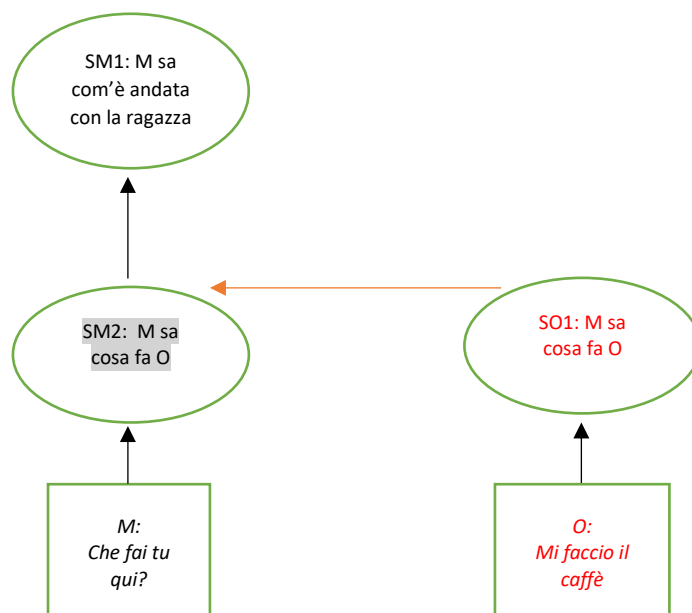 SM1: M sa
com'è andata
con la ragazza
SM2:  M sa
cosa fa O
SO1: M sa
cosa fa O
M:
Che fai tu
qui?
O:
Mi faccio il
caffè